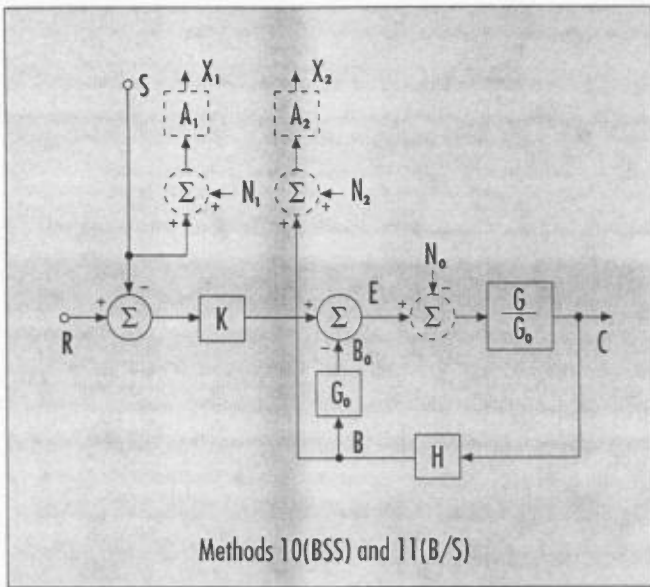 S
X₁
X₂
A₁
A₂
Σ
N₁
Σ
N₂
+
+
+
+
N₀
−
E
−
R
+
Σ
K
+
Σ
+
Σ
G
G₀
C
−
B₀
G₀
B
H
Methods 10(BSS) and 11(B/S)